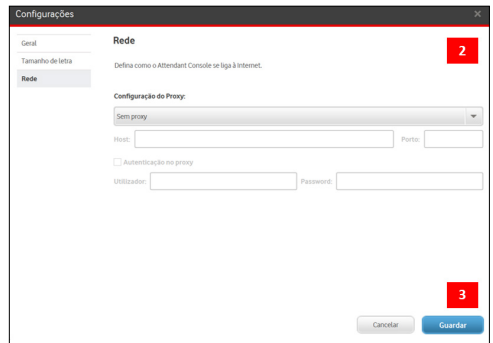 Configurações
Geral
Tamanho de letra
Rede
Rede
2
Defina como o Attendant Console se liga à Internet.
Configuração do Proxy:
Sem proxy
Host:
Porto:
Autenticação no proxy
Utilizador:
Password:
3
Cancelar
Guardar